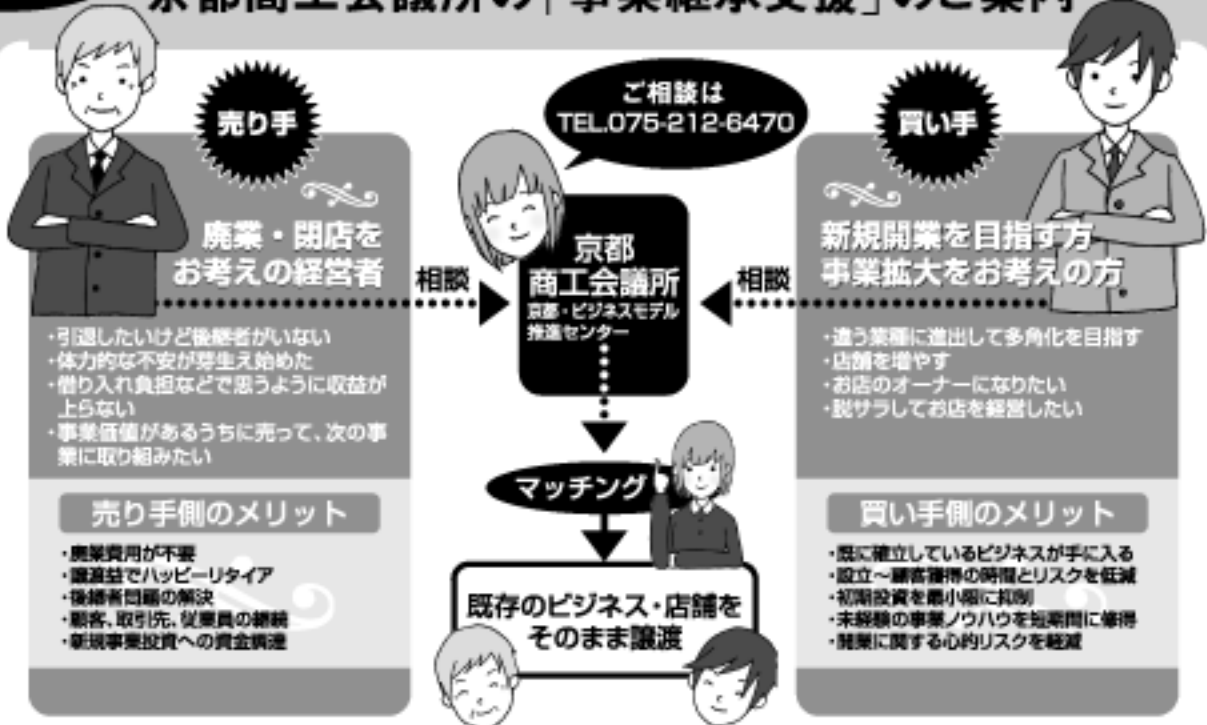 京都商工会議所の「事業継承支援」のご案内
売り手
廃業・閉店を
お考えの経営者
・引退したいけど後継者がいない
・体力的な不安が芽生え始めた
・借り入れ負担などで思うように収益が
上らない
・事業価値があるうちに売って、次の事
業に取り組みたい
売り手側のメリット
・廃業費用が不要
・譲渡益でハッピーリタイア
・後継者問題の解決
・顧客、取引先、従業員の継続
・新規事業投資への資金調達
ご相談は
TEL.075-212-6470
相談
京都
商工会議所
京都・ビジネスモデル
推進センター
相談
マッチング
既存のビジネス・店舗を
そのまま譲渡
買い手
新規開業を目指す方
事業拡大をお考えの方
・違う業種に進出して多角化を目指す
・店舗を増やす
・お店のオーナーになりたい
・脱サラしてお店を経営したい
買い手側のメリット
・既に確立しているビジネスが手に入る
・設立～顧客獲得の時間とリスクを低減
・初期投資を最小限に抑制
・未経験の事業ノウハウを短期間に修得
・開業に関する心的リスクを軽減